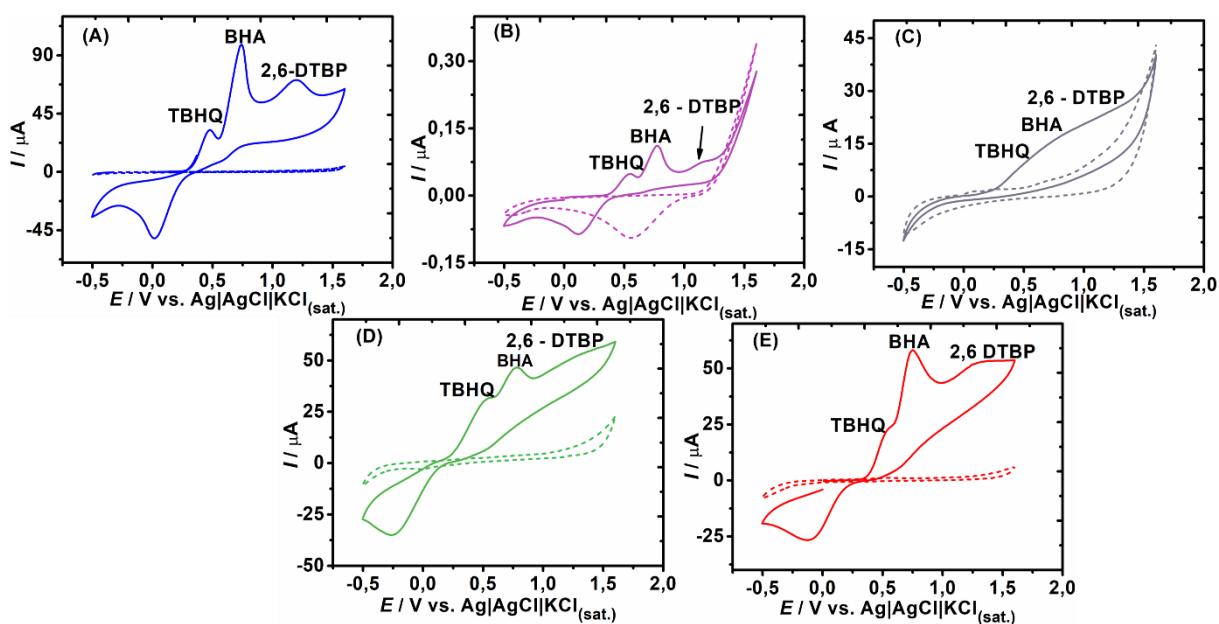 (A)
BHA
2,6-DTBP
TBHQ
90
45
0
-45
I / µA
-0,5 0,0 0,5 1,0 1,5 2,0
E / V vs. Ag|AgCl|KCl(sat.)
(B)
2,6 - DTBP
BHA
TBHQ
0,30
0,15
0,00
-0,15
I / µA
-0,5 0,0 0,5 1,0 1,5 2,0
E / V vs. Ag|AgCl|KCl(sat.)
(C)
2,6 - DTBP
BHA
TBHQ
45
30
15
0
-15
I / µ A
-0,5 0,0 0,5 1,0 1,5 2,0
E / V vs. Ag|AgCl|KCl(sat.)
(D)
2,6 - DTBP
BHA
TBHQ
50
25
0
-25
-50
I / µA
-0,5 0,0 0,5 1,0 1,5 2,0
E / V vs. Ag|AgCl|KCl(sat.)
(E)
BHA
2,6 DTBP
TBHQ
50
25
0
-25
I / µA
-0,5 0,0 0,5 1,0 1,5 2,0
E / V vs. Ag|AgCl|KCl(sat.)